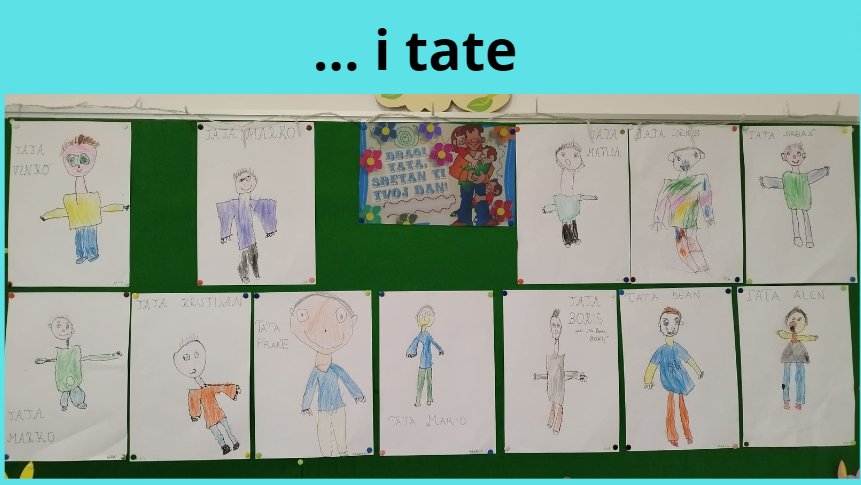 ... i tate
TATA
VINKO
TATA MARKO
DRAGI
TATA,
SRETAN TI
TVOJ DAN!
TATA
MATIJA
TATA DENIS
TATA SRĐAN
TATA
MARKO
TATA KRISTIJAN
TATA
FRANE
TATA MARIO
TATA
BORIS
TATA DEAN
TATA ALEN